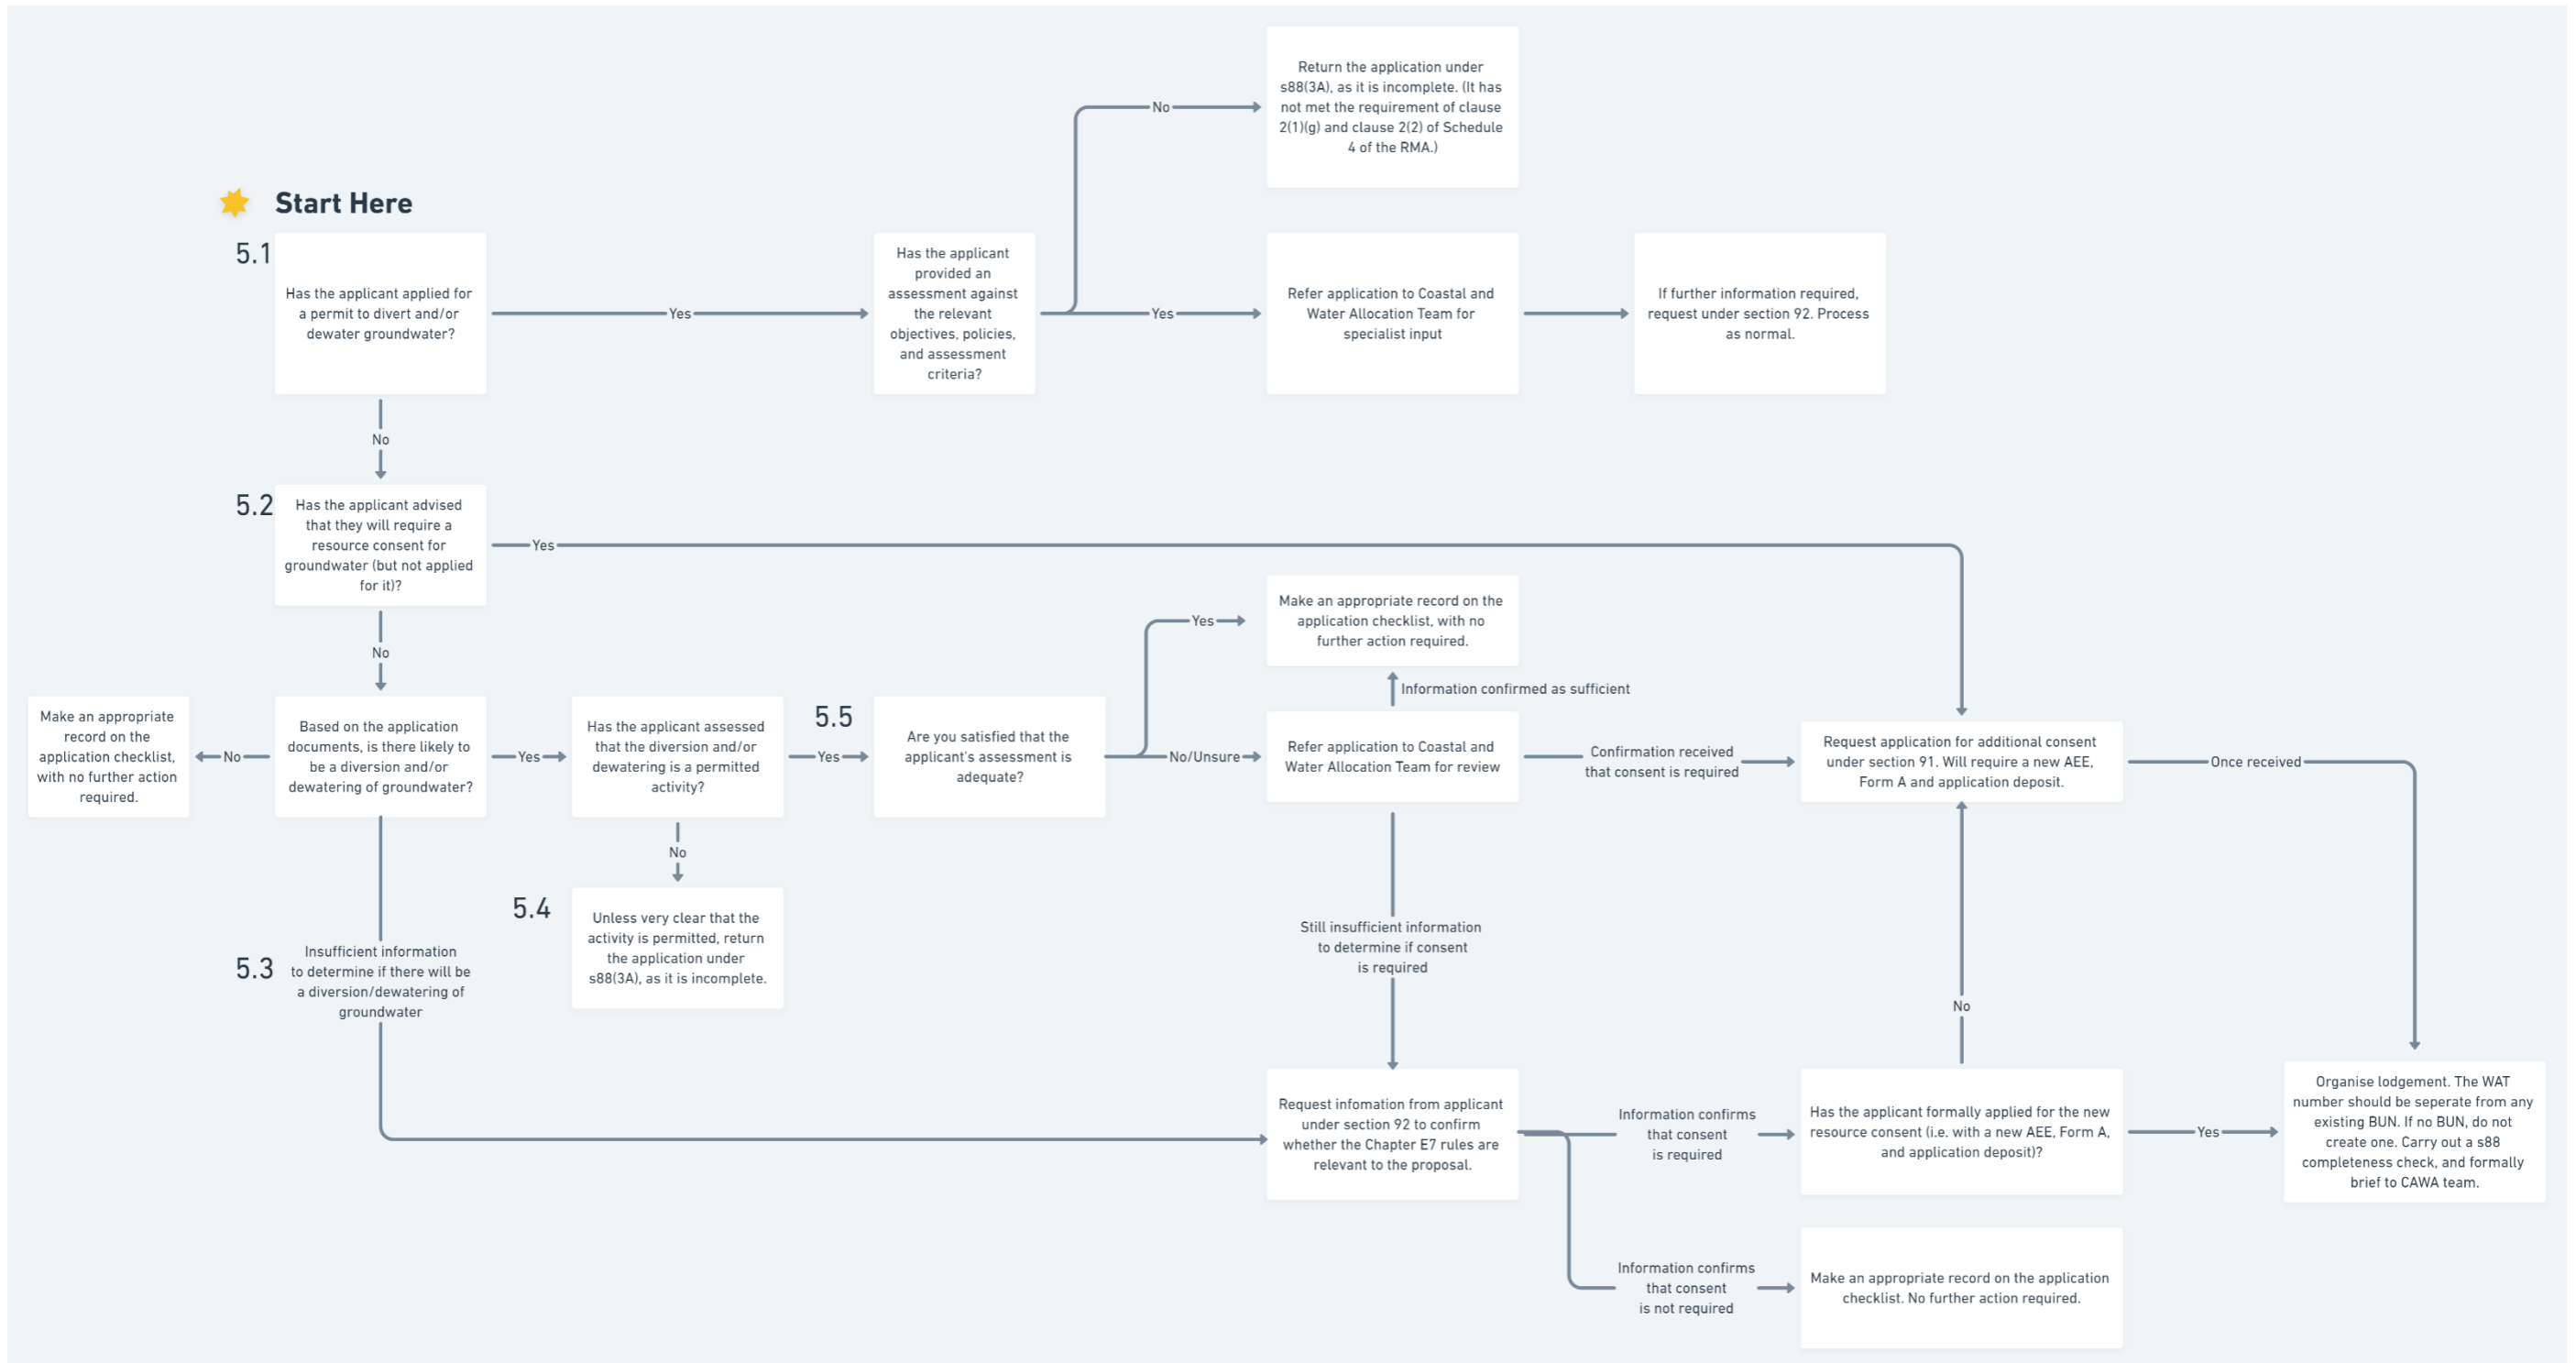 Return the application under
s88(3A), as it is incomplete. (It has
not met the requirement of clause
2(1)(g) and clause 2(2) of Schedule
4 of the RMA.)
No
Start Here
5.1
Has the applicant applied for
a permit to divert and/or
dewater groundwater?
Yes
Has the applicant
provided an
assessment against
the relevant
objectives, policies,
and assessment
criteria?
Yes
Refer application to Coastal and
Water Allocation Team for
specialist input
If further information required,
request under section 92. Process
as normal.
No
5.2
Has the applicant advised
that they will require a
resource consent for
groundwater (but not applied
for it)?
Yes
No
Make an appropriate
record on the
application checklist,
with no further action
required.
No
Based on the application
documents, is there likely to
be a diversion and/or
dewatering of groundwater?
Yes
Has the applicant assessed
that the diversion and/or
dewatering is a permitted
activity?
Yes
5.5
Are you satisfied that the
applicant's assessment is
adequate?
Yes
Make an appropriate record on the
application checklist, with no
further action required.
Information confirmed as sufficient
No/Unsure
Refer application to Coastal and
Water Allocation Team for review
Confirmation received
that consent is required
Request application for additional consent
under section 91. Will require a new AEE,
Form A and application deposit.
Once received
No
5.4
Unless very clear that the
activity is permitted, return
the application under
s88(3A), as it is incomplete.
5.3
Insufficient information
to determine if there will be
a diversion/dewatering of
groundwater
Still insufficient information
to determine if consent
is required
No
Request infomation from applicant
under section 92 to confirm
whether the Chapter E7 rules are
relevant to the proposal.
Information confirms
that consent
is required
Has the applicant formally applied for the new
resource consent (i.e. with a new AEE, Form A,
and application deposit)?
Yes
Organise lodgement. The WAT
number should be seperate from any
existing BUN. If no BUN, do not
create one. Carry out a s88
completeness check, and formally
brief to CAWA team.
Information confirms
that consent
is not required
Make an appropriate record on the application
checklist. No further action required.